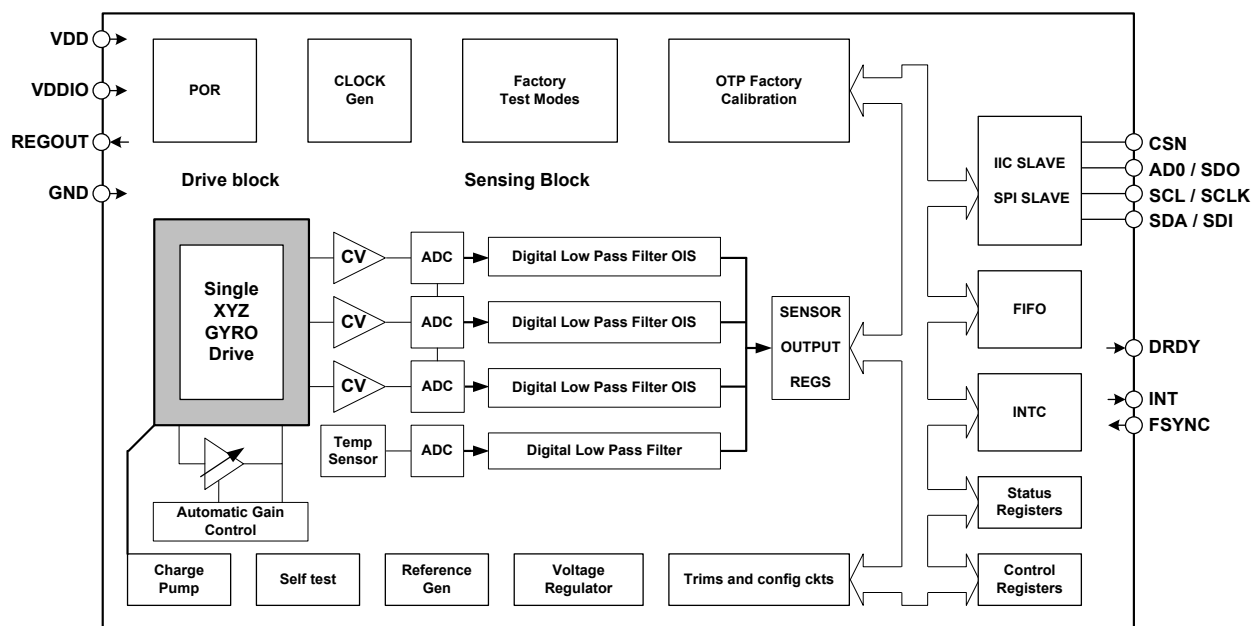 VDD
VDDIO
REGOUT
GND
POR
CLOCK
Gen
Factory
Test Modes
OTP Factory
Calibration
Drive block
Sensing Block
IIC SLAVE
SPI SLAVE
CSN
AD0 / SDO
SCL / SCLK
SDA / SDI
Single
XYZ
GYRO
Drive
CV
ADC
Digital Low Pass Filter OIS
CV
ADC
Digital Low Pass Filter OIS
CV
ADC
Digital Low Pass Filter OIS
Temp
Sensor
ADC
Digital Low Pass Filter
SENSOR
OUTPUT
REGS
FIFO
INTC
DRDY
INT
FSYNC
Automatic Gain
Control
Status
Registers
Charge
Pump
Self test
Reference
Gen
Voltage
Regulator
Trims and config ckts
Control
Registers